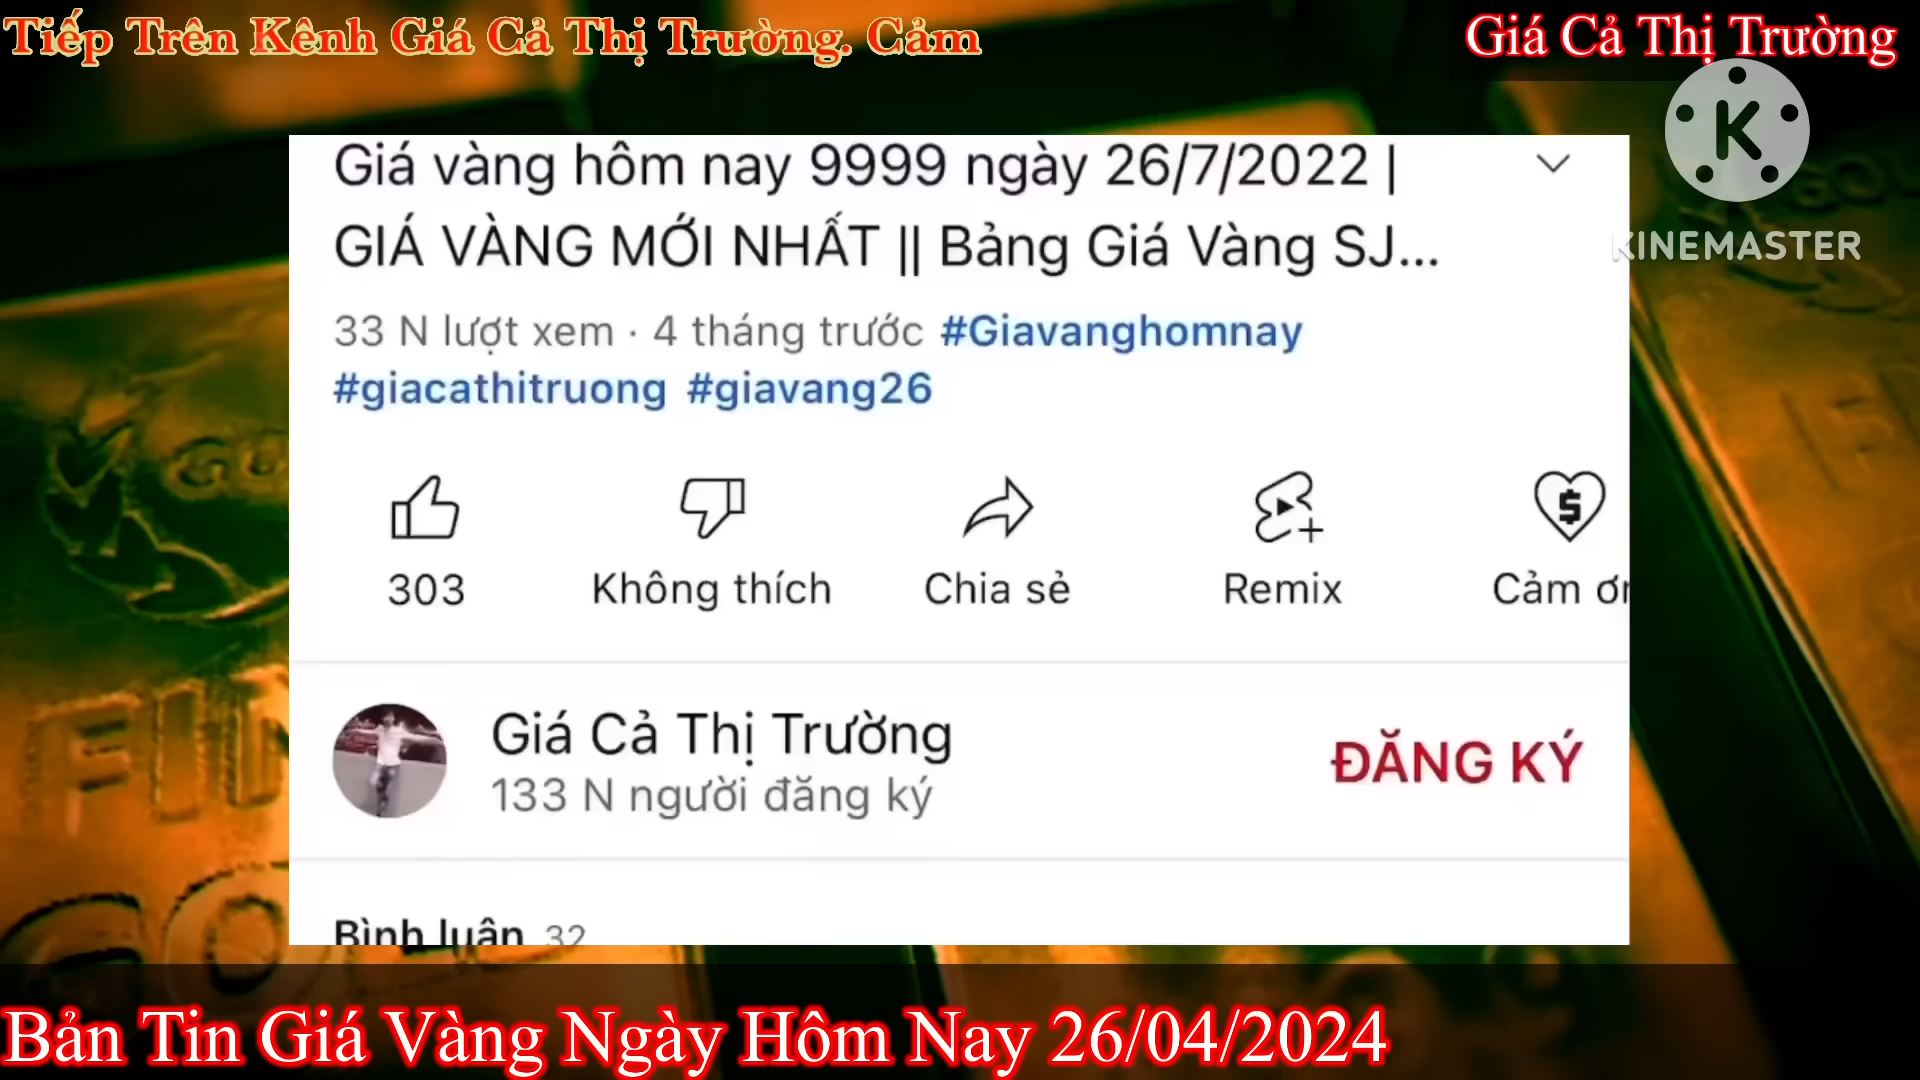 Tiếp Trên Kênh Giá Cả Thị Trường. Cảm
Giá Cả Thị Trường
K
KINEMASTER
Giá vàng hôm nay 9999 ngày 26/7/2022 |
GIÁ VÀNG MỚI NHẤT || Bảng Giá Vàng SJ...
33 N lượt xem · 4 tháng trước #Giavanghomnay
#giacathitruong #giavang26
303
Không thích
Chia sẻ
Remix
Cảm ơn
Giá Cả Thị Trường
133 N người đăng ký
ĐĂNG KÝ
Bình luận 32
Bản Tin Giá Vàng Ngày Hôm Nay 26/04/2024